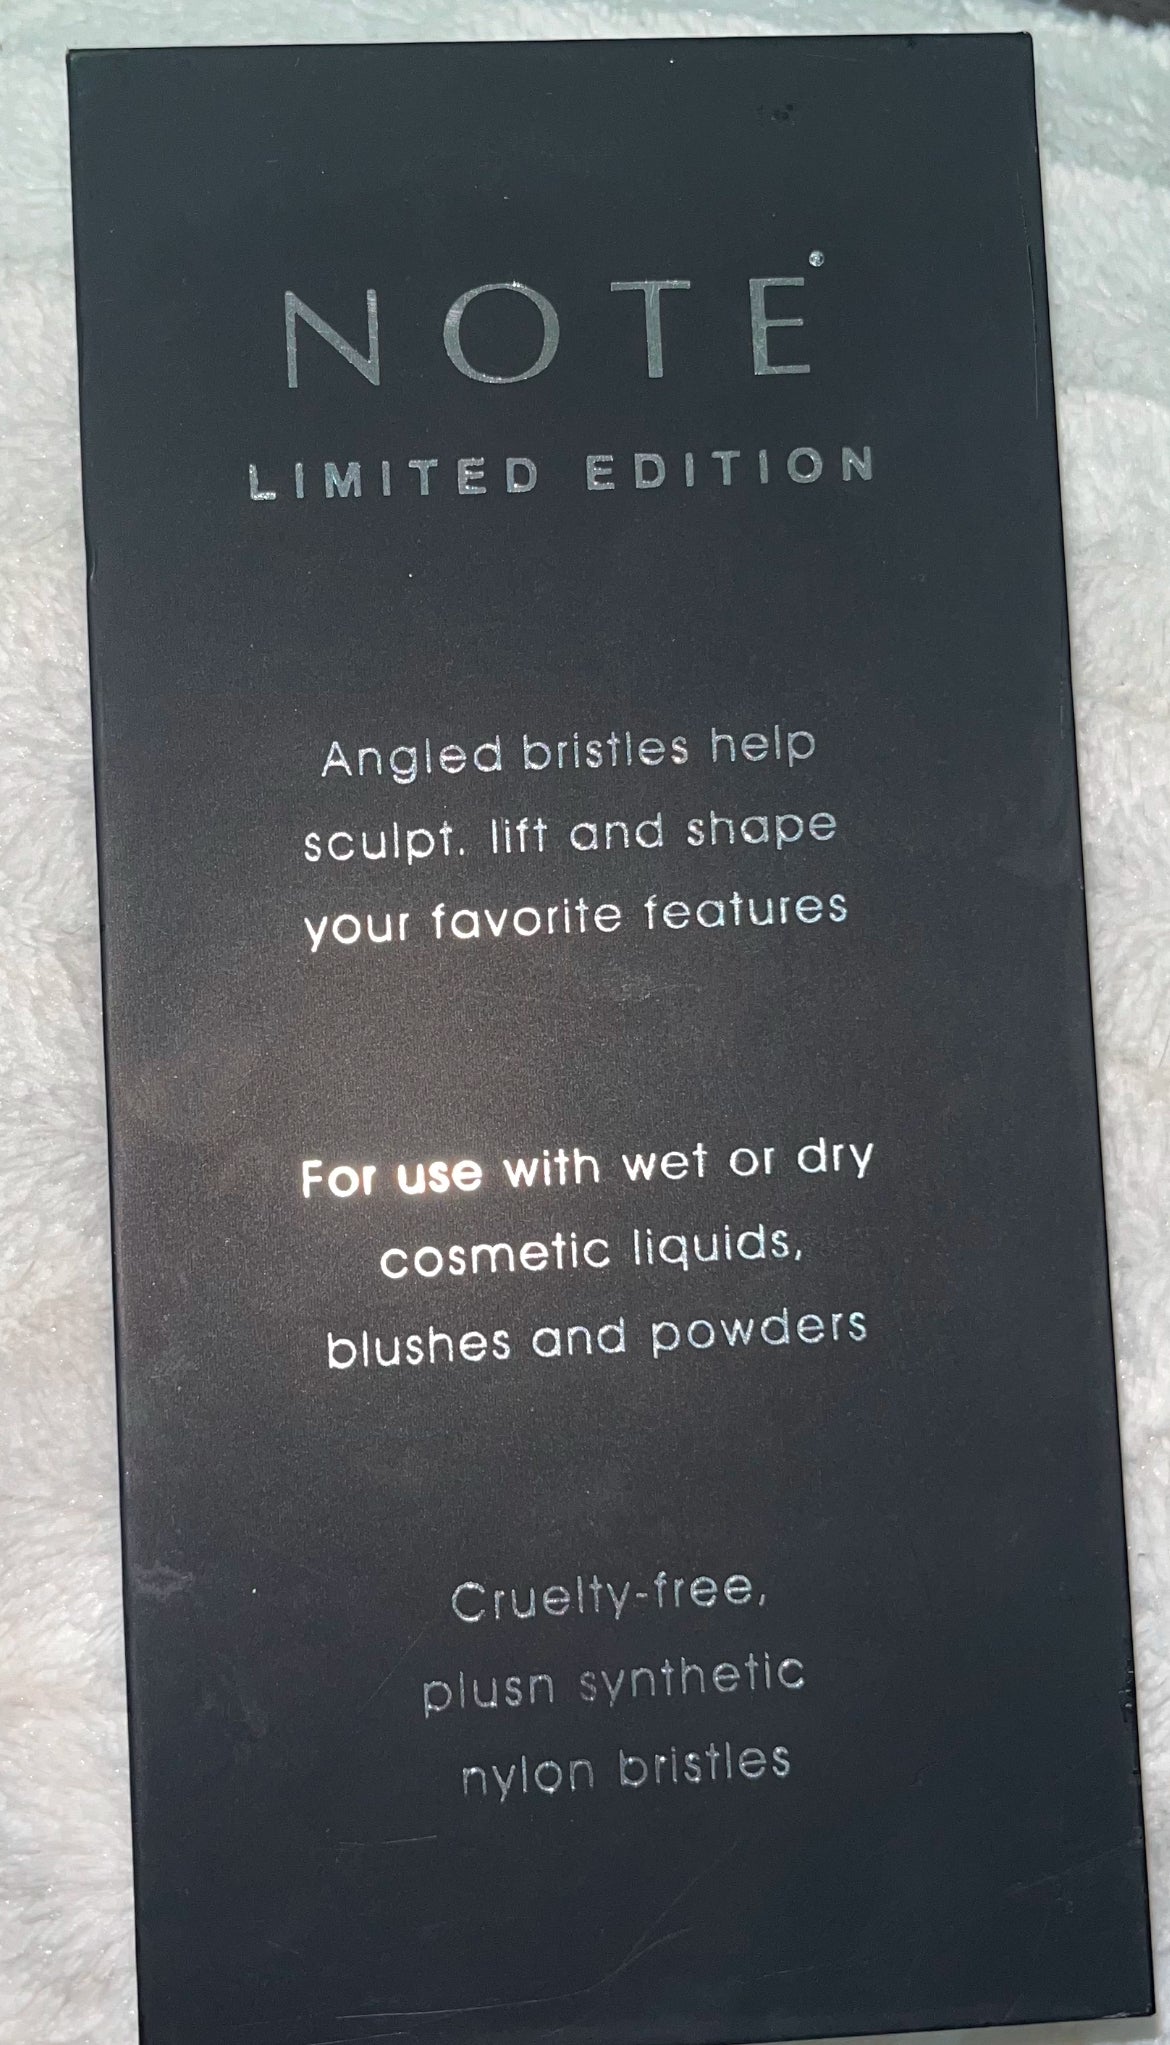 NOTE
LIMITED EDITION
Angled bristles help
sculpt. lift and shape
your favorite features
For use with wet or dry
cosmetic liquids,
blushes and powders
Cruelty-free,
plusn synthetic
nylon bristles